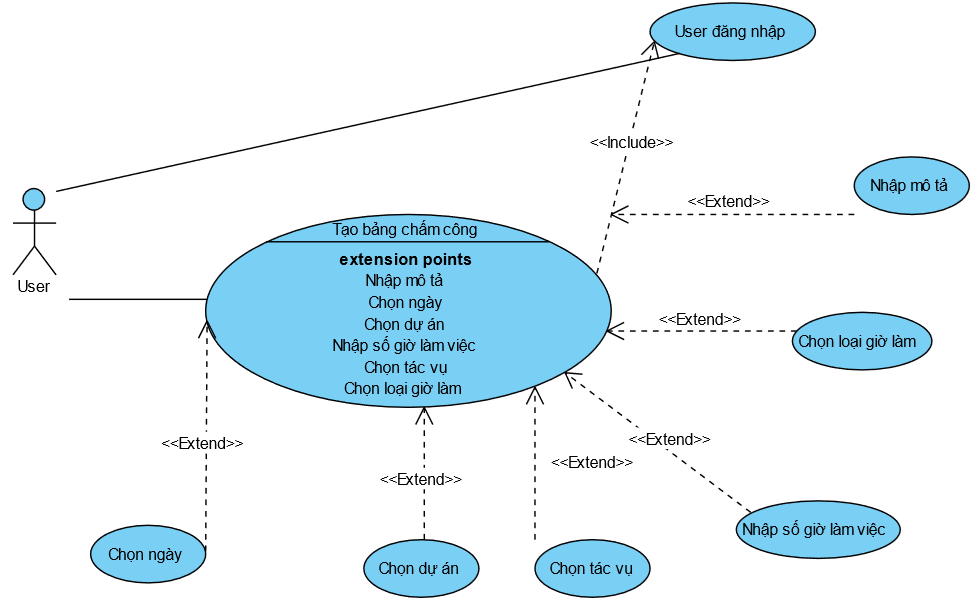 User đăng nhập
<<Include>>
Nhập mô tả
<<Extend>>
Tạo bảng chấm công
extension points
Nhập mô tả
Chọn ngày
Chọn dự án
Nhập số giờ làm việc
Chọn tác vụ
Chọn loại giờ làm
User
<<Extend>>
Chọn loại giờ làm
<<Extend>>
<<Extend>>
<<Extend>>
<<Extend>>
Nhập số giờ làm việc
Chọn ngày
Chọn dự án
Chọn tác vụ